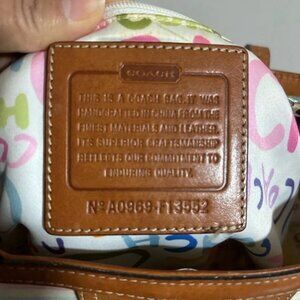 COACH
THIS IS A COACH BAG. IT WAS
HANDCRAFTED IN CHINA FROM THE
FINEST MATERIALS AND LEATHER.
ITS SUPERIOR CRAFTSMANSHIP
REFLECTS OUR COMMITMENT TO
ENDURING QUALITY.
Nº A0969-F13552